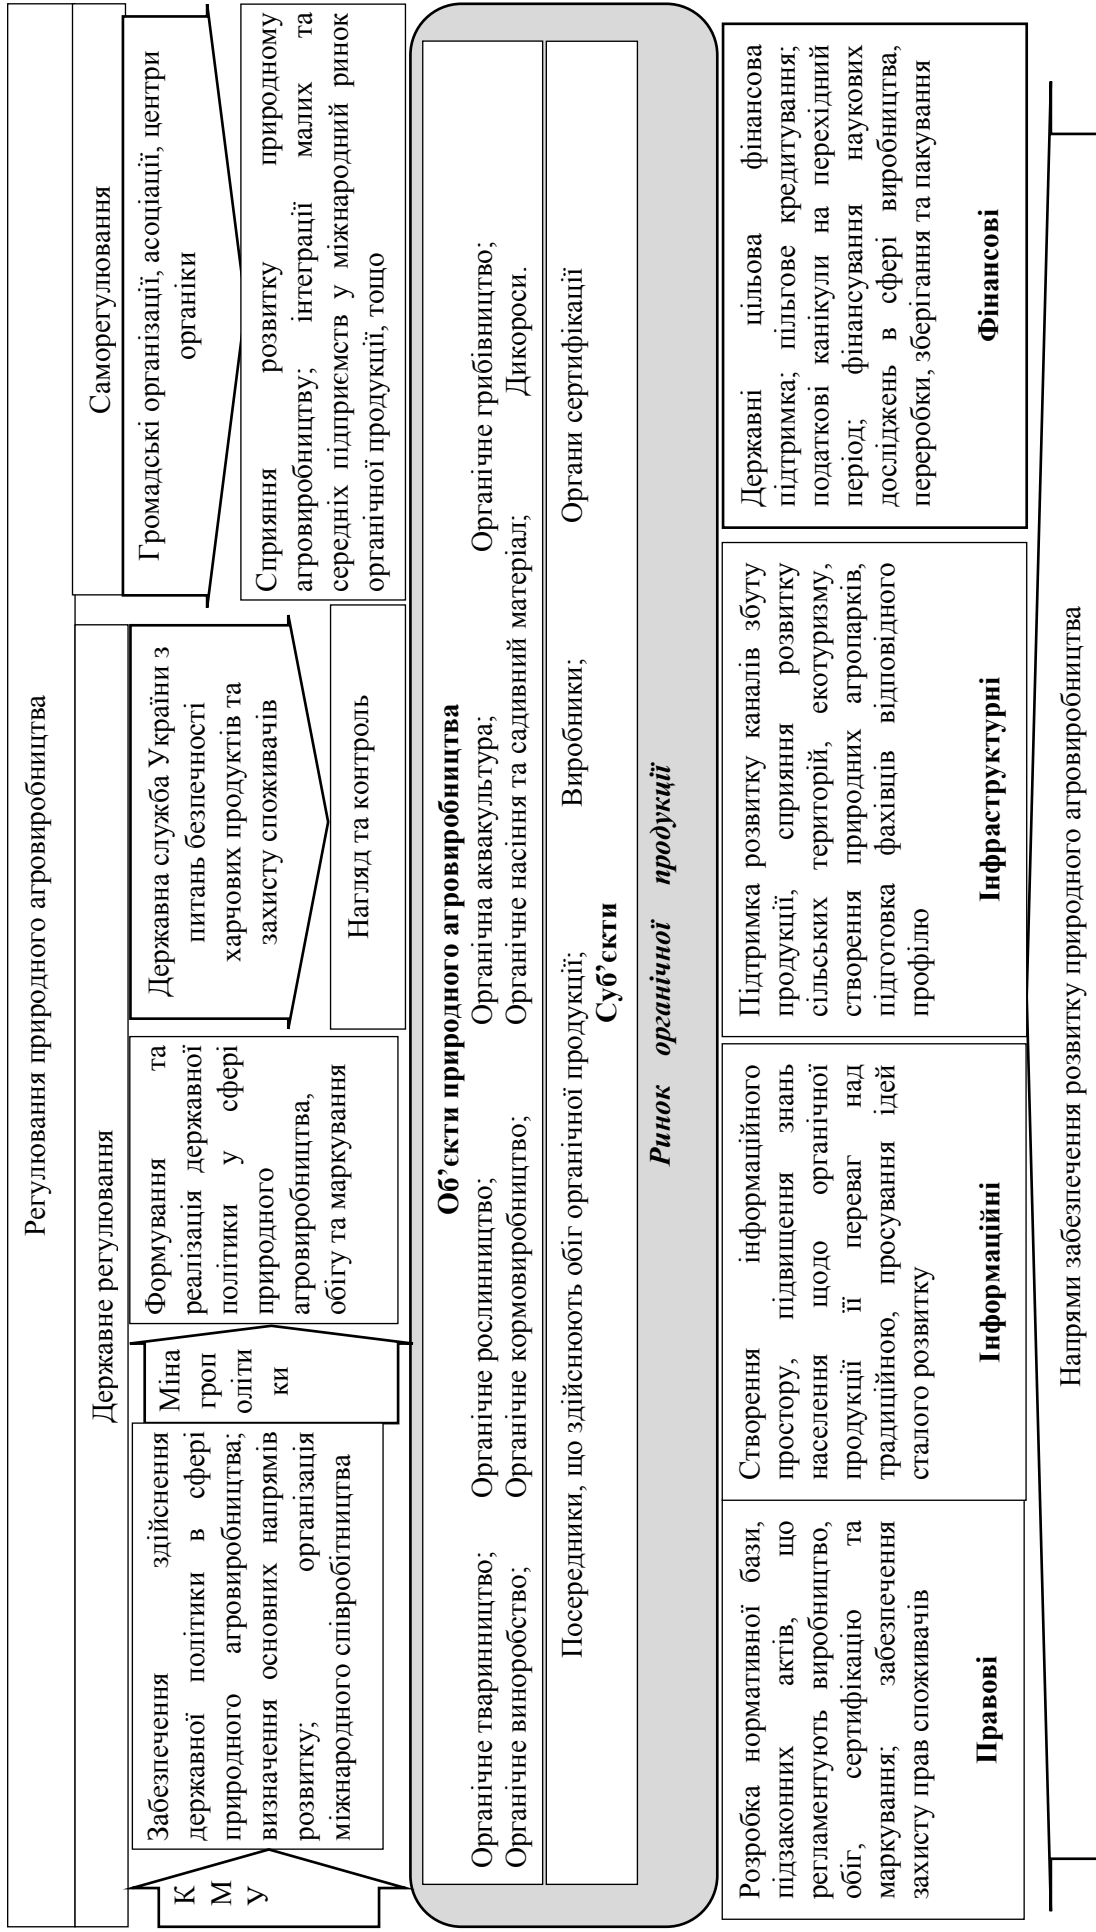 Регулювання природного агровиробництва
Державне регулювання
Саморегулювання
К
М
У
Забезпечення здійснення
державної політики в сфері
природного агровиробництва;
визначення основних напрямів
розвитку; організація
міжнародного співробітництва
Міна
гроп
оліти
ки
Формування та
реалізація державної
політики у сфері
природного
агровиробництва,
обігу та маркування
Державна служба України з
питань безпечності
харчових продуктів та
захисту споживачів
Нагляд та контроль
Громадські організації, асоціації, центри
органіки
Сприяння розвитку природному
агровиробництву; інтеграції малих та
середніх підприємств у міжнародний ринок
органічної продукції, тощо
Об’єкти природного агровиробництва
Органічне тваринництво; Органічне рослинництво; Органічна аквакультура; Органічне грибівництво;
Органічне виноробство; Органічне кормовиробництво; Органічне насіння та садивний матеріал; Дикороси.
Посередники, що здійснюють обіг органічної продукції; Виробники; Органи сертифікації
Суб’єкти
Ринок органічної продукції
Розробка нормативної бази,
підзаконних актів, що
регламентують виробництво,
обіг, сертифікацію та
маркування; забезпечення
захисту прав споживачів
Правові
Створення інформаційного
простору, підвищення знань
населення щодо органічної
продукції її переваг над
традиційною, просування ідей
сталого розвитку
Інформаційні
Підтримка розвитку каналів збуту
продукції, сприяння розвитку
сільських територій, екотуризму,
створення природних агропарків,
підготовка фахівців відповідного
профілю
Інфраструктурні
Державні цільова фінансова
підтримка; пільгове кредитування;
податкові канікули на перехідний
період; фінансування наукових
досліджень в сфері виробництва,
переробки, зберігання та пакування
Фінансові
Напрями забезпечення розвитку природного агровиробництва